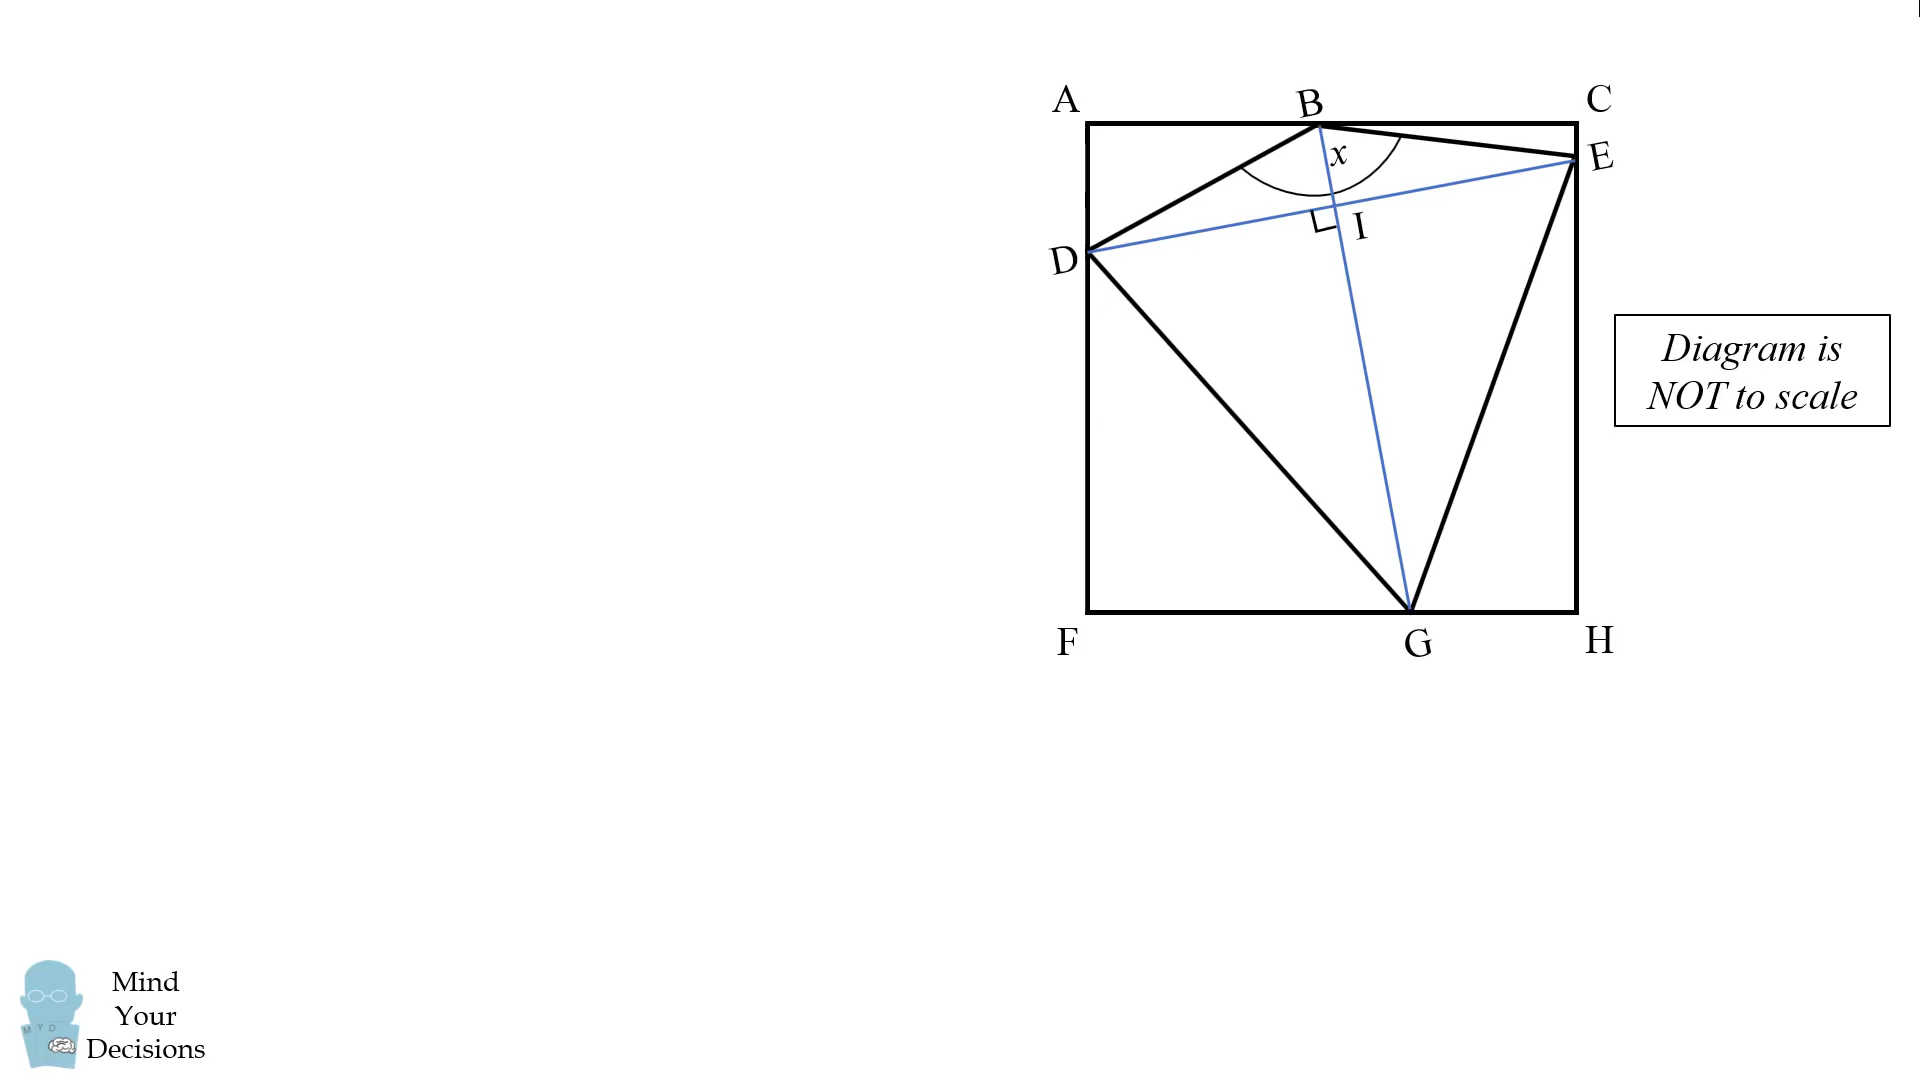 A
B
C
x
E
I
D
Diagram is
NOT to scale
F
G
H
M Y D
Mind
Your
Decisions